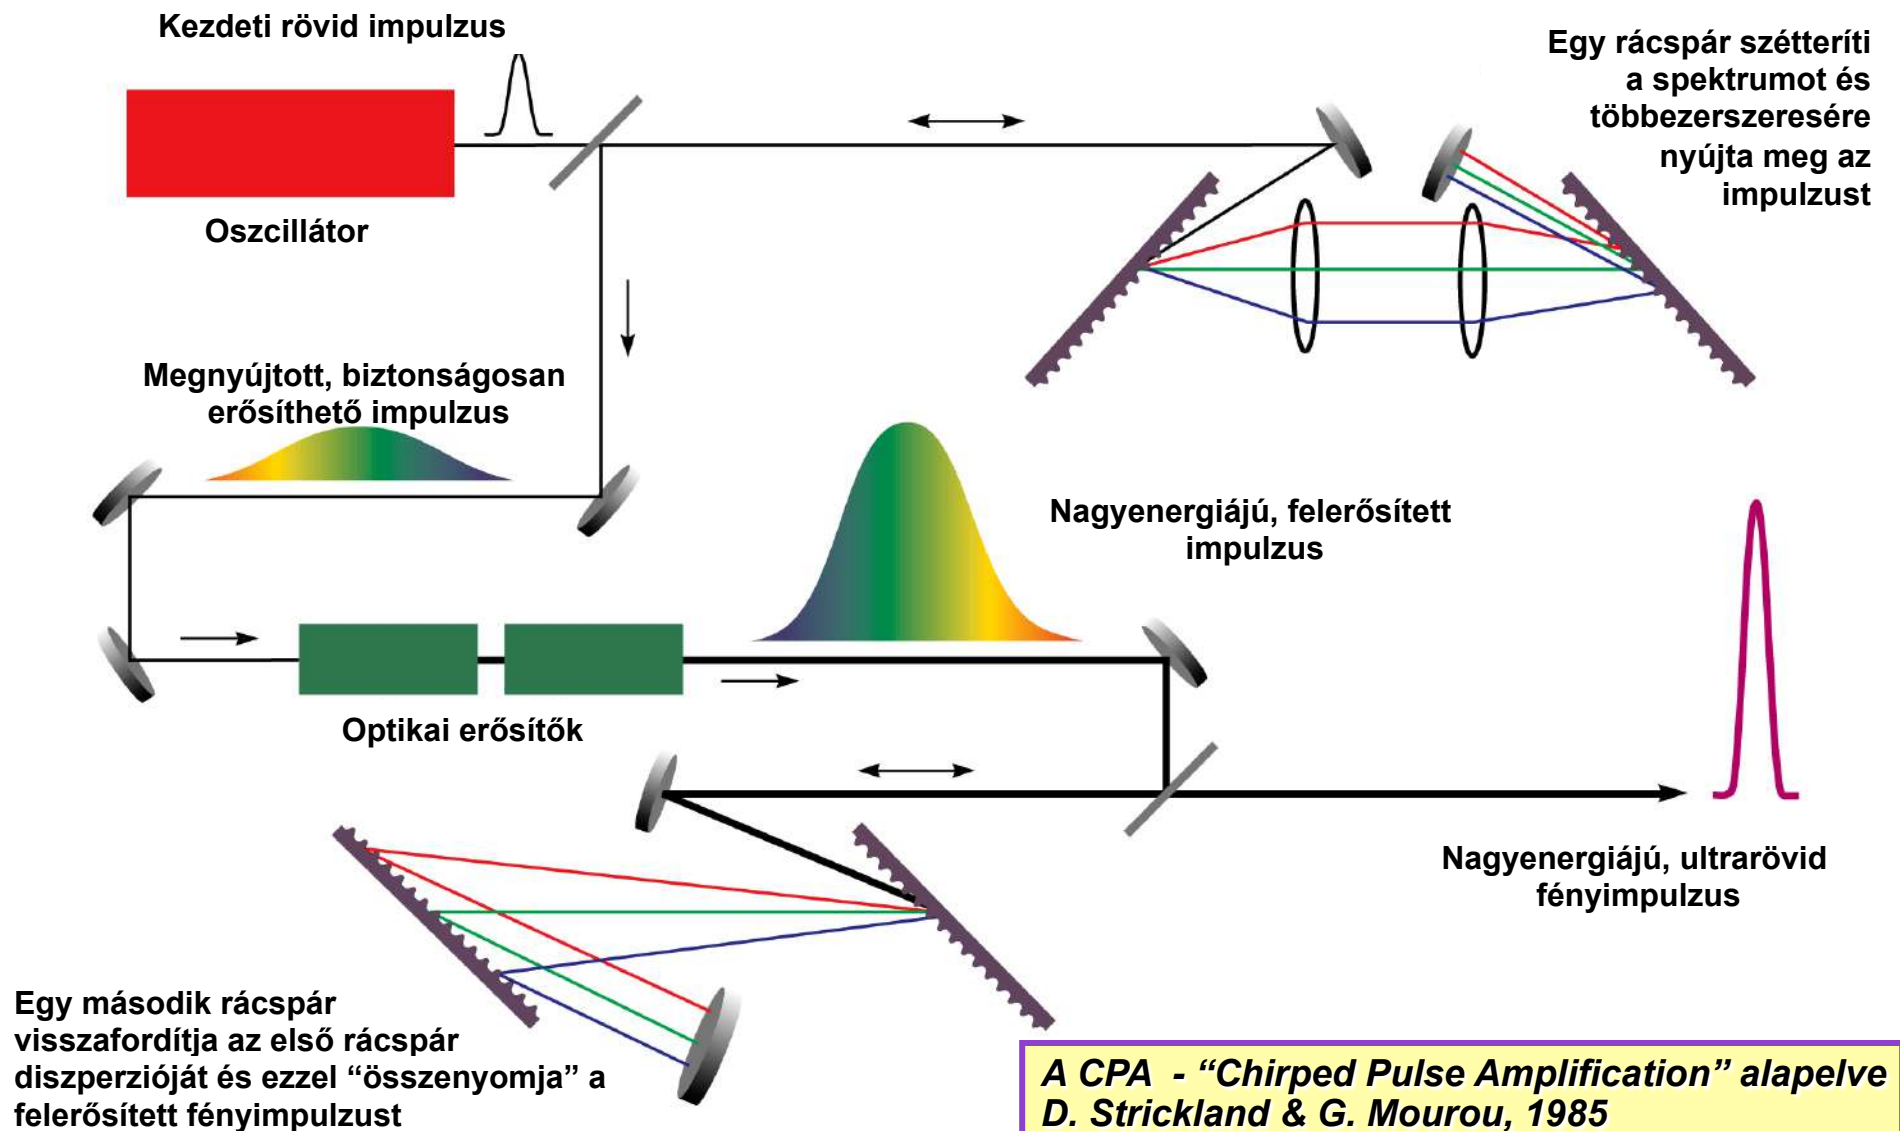 Kezdeti rövid impulzus
Egy rácspár szétteríti
a spektrumot és
többezerszeresére
nyújta meg az
impulzust
Oszcillátor
Megnyújtott, biztonságosan
erősíthető impulzus
Nagyenergiájú, felerősített
impulzus
Optikai erősítők
Nagyenergiájú, ultrarövid
fényimpulzus
Egy második rácspár
visszafordítja az első rácspár
diszperzióját és ezzel “összenyomja” a
felerősített fényimpulzust
A CPA - “Chirped Pulse Amplification” alapelve
D. Strickland & G. Mourou, 1985